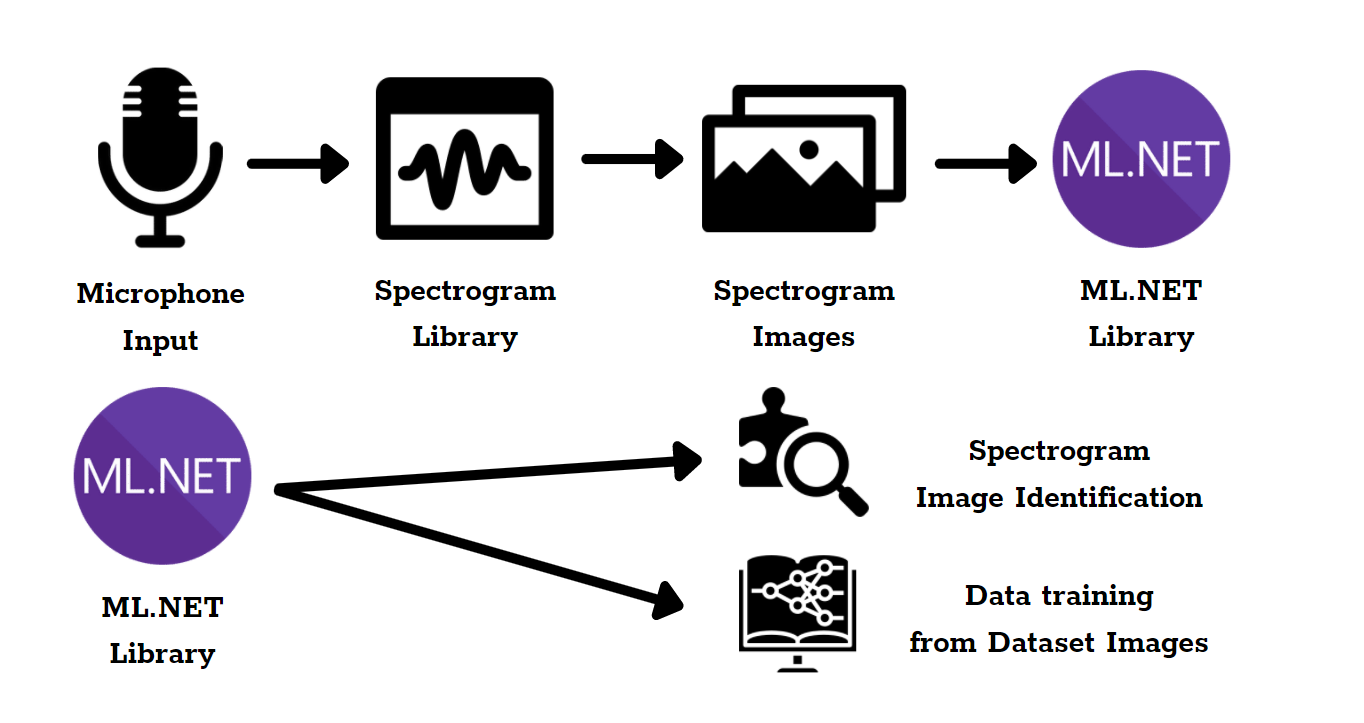 ML.NET
Microphone
Input
Spectrogram
Library
Spectrogram
Images
ML.NET
Library
ML.NET
ML.NET
Library
Spectrogram
Image Identification
Data training
from Dataset Images